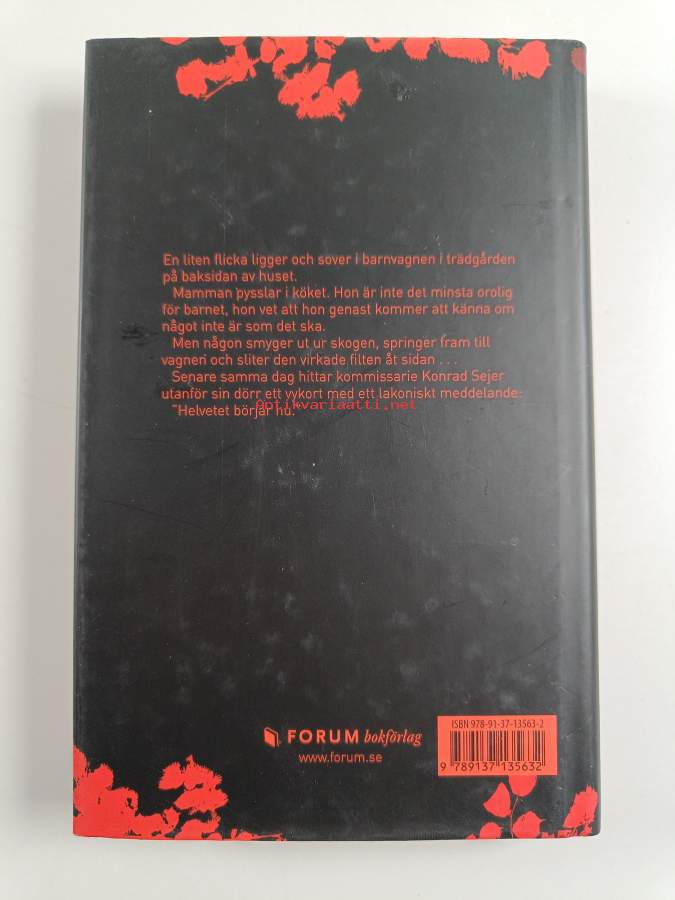 En liten flicka ligger och sover i barnvagnen i trädgården
på baksidan av huset.
Mamman pysslar i köket. Hon är inte det minsta orolig
för barnet, hon vet att hon genast kommer att känna om
något inte är som det ska.
Men någon smyger ut ur skogen, springer fram till
vagnen och sliter den virkade filten åt sidan . . .
Senare samma dag hittar kommissarie Konrad Sejer
utanför sin dörr ett vykort med ett lakoniskt meddelande:
"Helvetet börjar nu."
antikvariaatti.net
ISBN 978-91-37-13563-2
FORUM bokförlag
www.forum.se
9 789137 135632